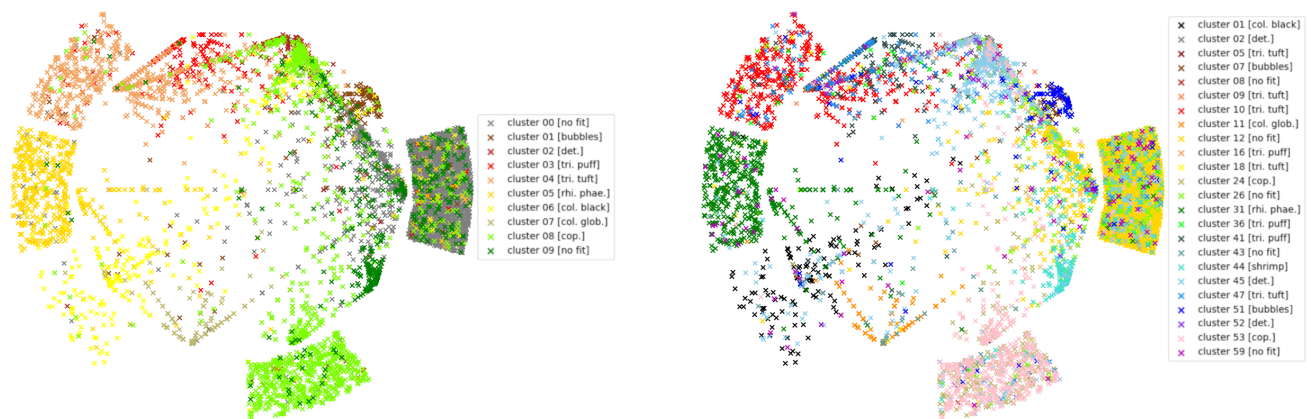 cluster 00 [no fit]
cluster 01 [bubbles]
cluster 02 [det.]
cluster 03 [tri. puff]
cluster 04 [tri. tuft]
cluster 05 [rhi. phae.]
cluster 06 [col. black]
cluster 07 [col. glob.]
cluster 08 [cop.]
cluster 09 [no fit]
cluster 01 [col. black]
cluster 02 [det.]
cluster 05 [tri. tuft]
cluster 07 [bubbles]
cluster 08 [no fit]
cluster 09 [tri. tuft]
cluster 10 [tri. tuft]
cluster 11 [col. glob.]
cluster 12 [no fit]
cluster 16 [tri. puff]
cluster 18 [tri. tuft]
cluster 24 [cop.]
cluster 26 [no fit]
cluster 31 [rhi. phae.]
cluster 36 [tri. puff]
cluster 41 [tri. puff]
cluster 43 [no fit]
cluster 44 [shrimp]
cluster 45 [det.]
cluster 47 [tri. tuft]
cluster 51 [bubbles]
cluster 52 [det.]
cluster 53 [cop.]
cluster 59 [no fit]